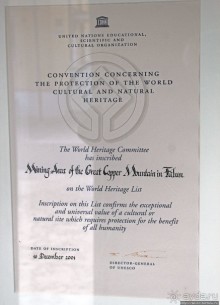 UNITED NATIONS EDUCATIONAL,
SCIENTIFIC AND
CULTURAL ORGANIZATION
CONVENTION CONCERNING
THE PROTECTION OF THE WORLD
CULTURAL AND NATURAL
HERITAGE
The World Heritage Committee
has inscribed
Mining Area of the Great Copper Mountain in Falun
on the World Heritage List
Inscription on this List confirms the exceptional
and universal value of a cultural or
natural site which requires protection for the benefit
of all humanity
DATE OF INSCRIPTION
16 December 2001
DIRECTOR-GENERAL
OF UNESCO